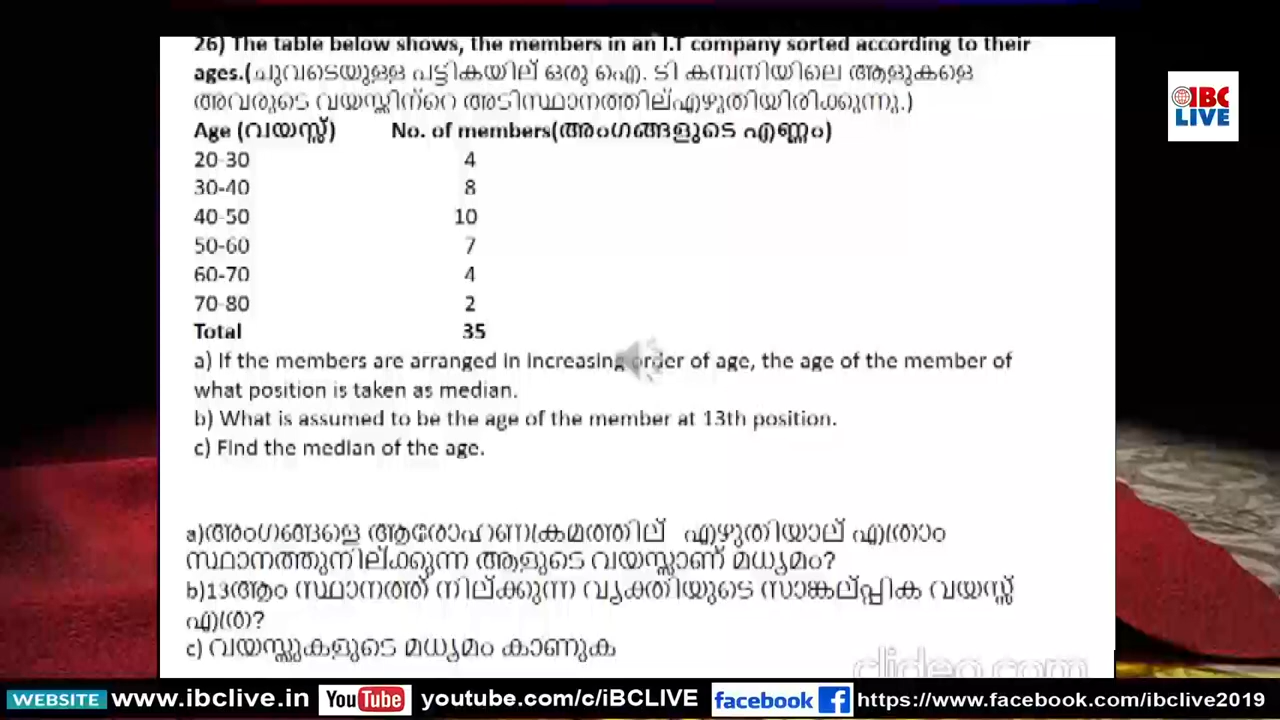 26) The table below shows, the members in an I.T company sorted according to their
ages.(ചുവടെയുളള പട്ടികയില് ഒരു ഐ. ടി കമ്പനിയിലെ ആളുകളെ
അവരുടെ വയസ്സിന്റെ അടിസ്ഥാനത്തില്എഴുതിയിരിക്കുന്നു.)
Age (വയസ്സ്) No. of members(അംഗങ്ങളുടെ എണ്ണം)
20-30 4
30-40 8
40-50 10
50-60 7
60-70 4
70-80 2
Total 35
a) If the members are arranged in increasing order of age, the age of the member of
what position is taken as median.
b) What is assumed to be the age of the member at 13th position.
c) Find the median of the age.
a)അംഗങ്ങളെ ആരോഹണക്രമത്തില് എഴുതിയാല് എത്രാം
സ്ഥാനത്തുനില്ക്കുന്ന ആളുടെ വയസ്സാണ് മധ്യമം?
b)13ആം സ്ഥാനത്ത് നില്ക്കുന്ന വ്യക്തിയുടെ സാങ്കല്പ്പിക വയസ്സ്
എത്ര?
c) വയസ്സുകളുടെ മധ്യമം കാണുക
clideo.com
IBC
LIVE
WEBSITE www.ibclive.in YouTube youtube.com/c/iBCLIVE facebook f https://www.facebook.com/ibclive2019